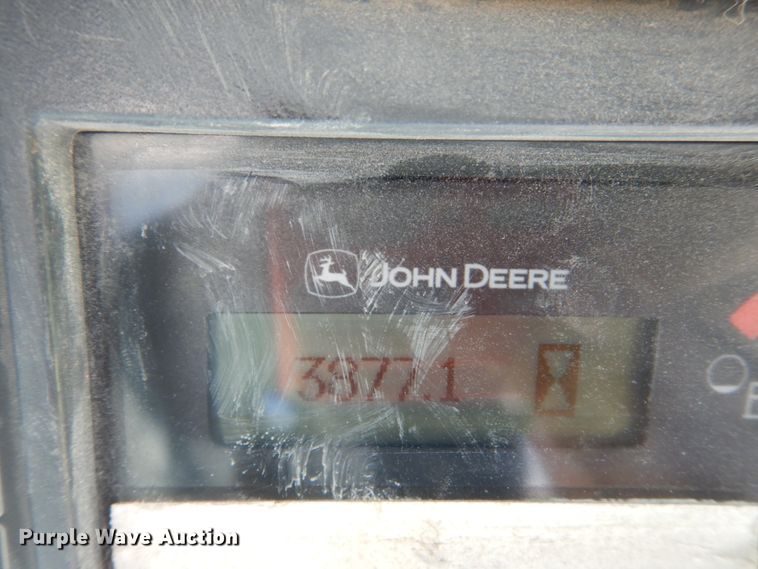 JOHN DEERE
3877.1
E
Purple Wave Auction